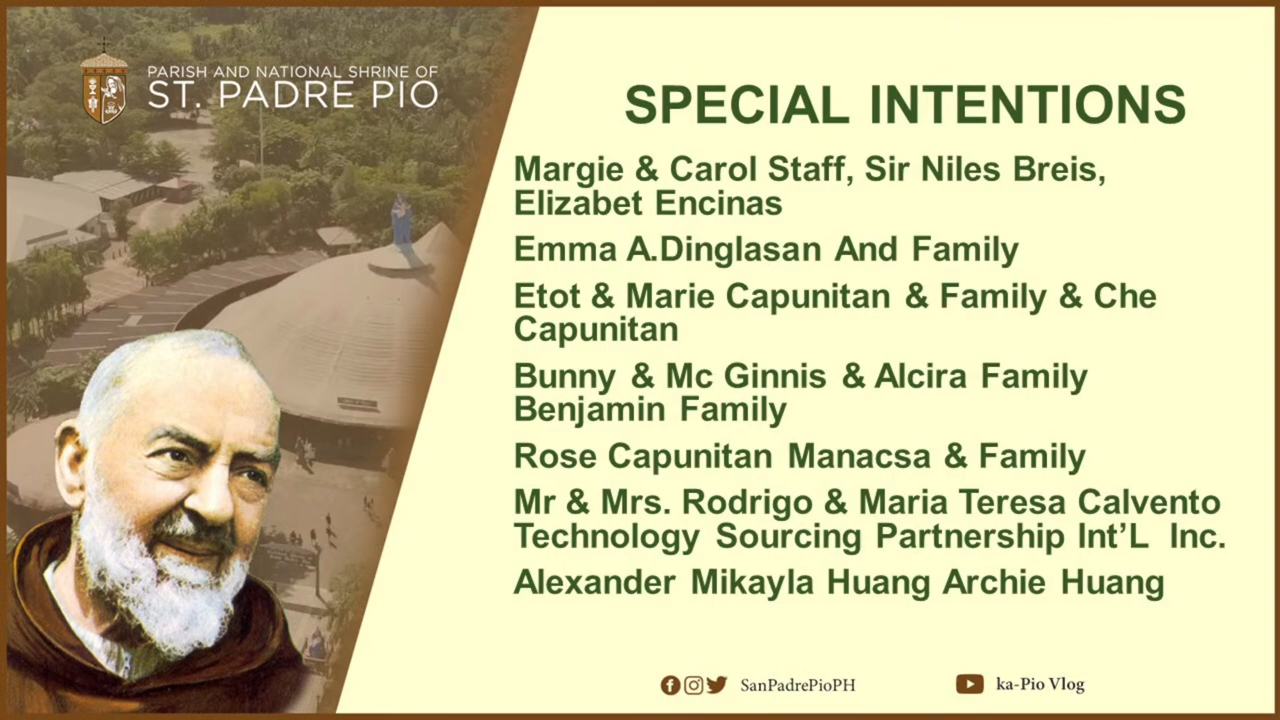 PARISH AND NATIONAL SHRINE OF
ST. PADRE PIO
SPECIAL INTENTIONS
Margie & Carol Staff, Sir Niles Breis,
Elizabet Encinas
Emma A.Dinglasan And Family
Etot & Marie Capunitan & Family & Che
Capunitan
Bunny & Mc Ginnis & Alcira Family
Benjamin Family
Rose Capunitan Manacsa & Family
Mr & Mrs. Rodrigo & Maria Teresa Calvento
Technology Sourcing Partnership Int’L Inc.
Alexander Mikayla Huang Archie Huang
SanPadrePioPH
ka-Pio Vlog